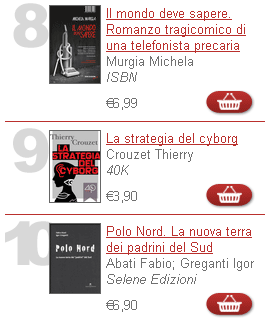 8
MICHELA MURGIA
IL MONDO
DEVE SAPERE
Il mondo deve sapere.
Romanzo tragicomico di
una telefonista precaria
Murgia Michela
ISBN
€6,99
9
Thierry
Crouzet
LA
STRATEGIA
DEL
CYBORG
40
La strategia del cyborg
Crouzet Thierry
40K
€3,90
10
Polo Nord
Polo Nord. La nuova terra
dei padrini del Sud
Abati Fabio; Greganti Igor
Selene Edizioni
€6,90